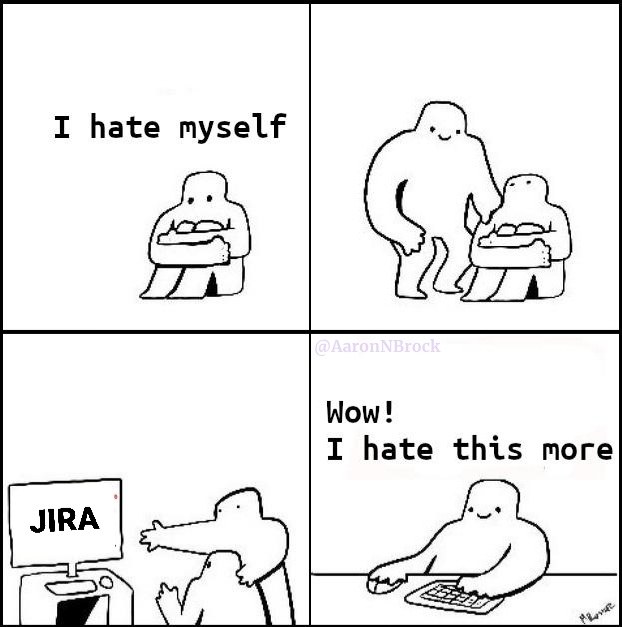 I hate myself
@AaronNBrock
Wow!
I hate this more
JIRA